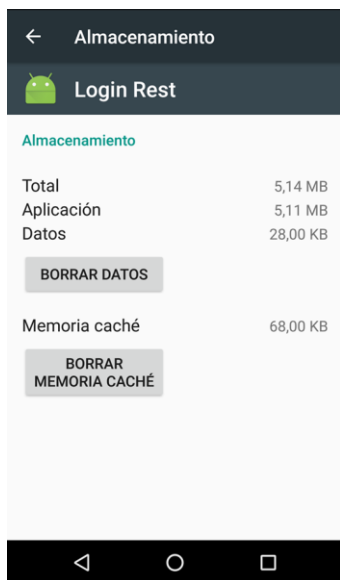 Almacenamiento
Login Rest
Almacenamiento
Total 5,14 MB
Aplicación 5,11 MB
Datos 28,00 KB
BORRAR DATOS
Memoria caché 68,00 KB
BORRAR
MEMORIA CACHÉ